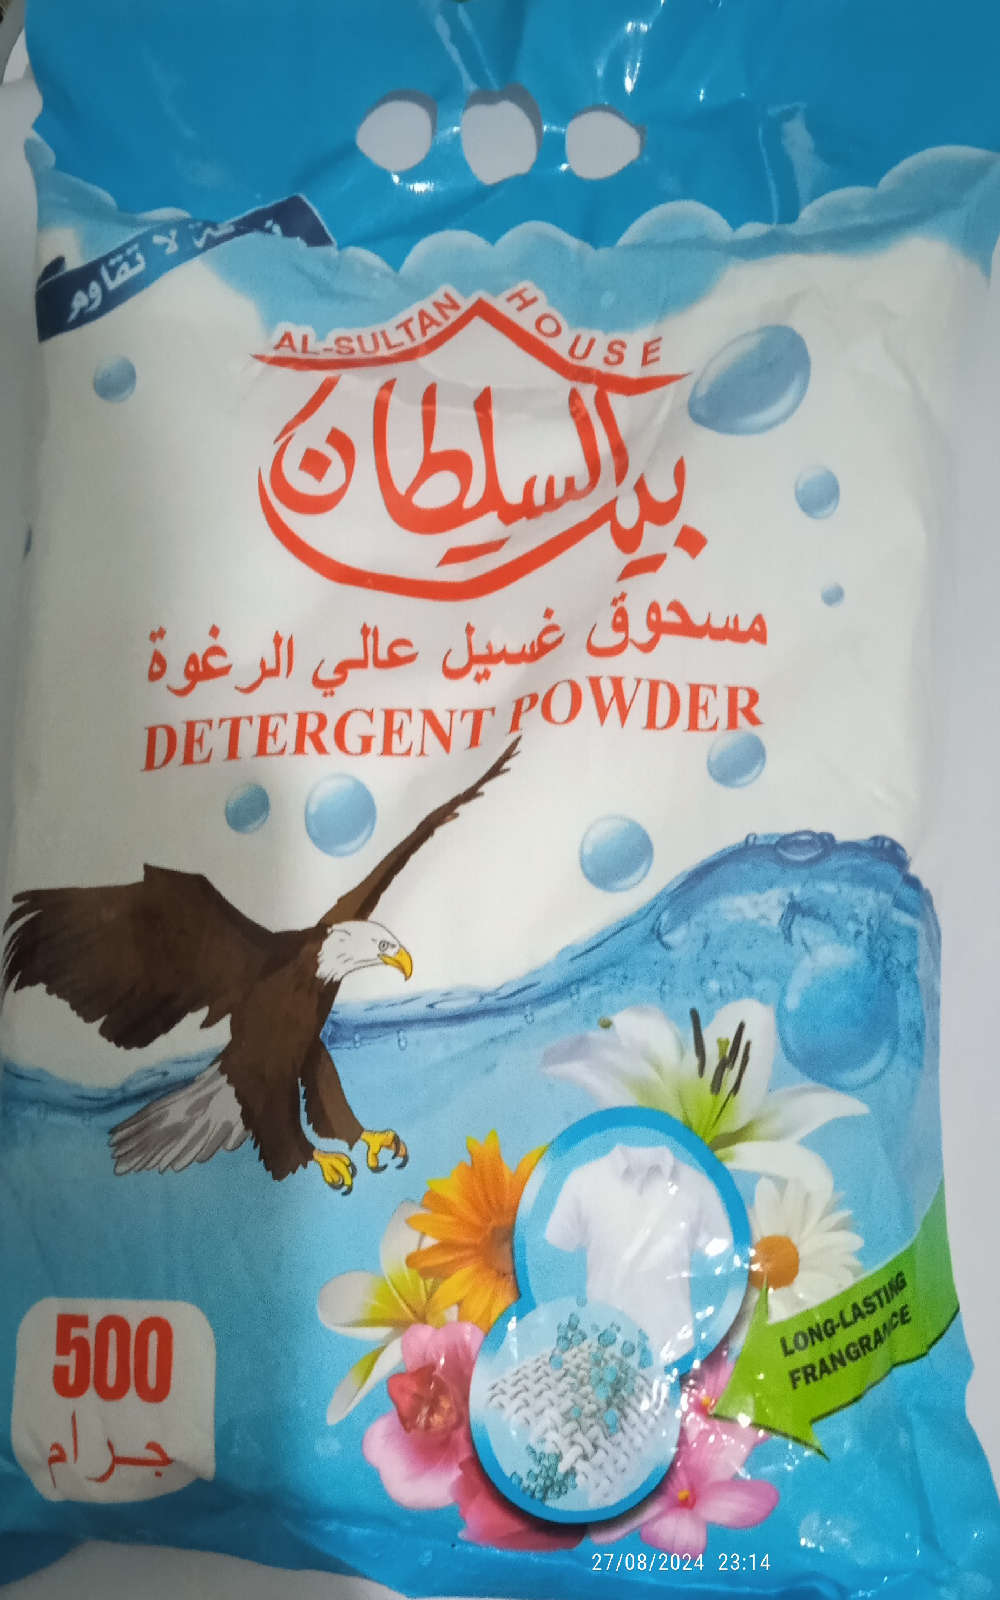 لا تقاوم
AL-SULTAN HOUSE
بيت السلطان
مسحوق غسيل عالي الرغوة
DETERGENT POWDER
LONG-LASTING
FRANGRANCE
500
جرام
27/08/2024 23:14